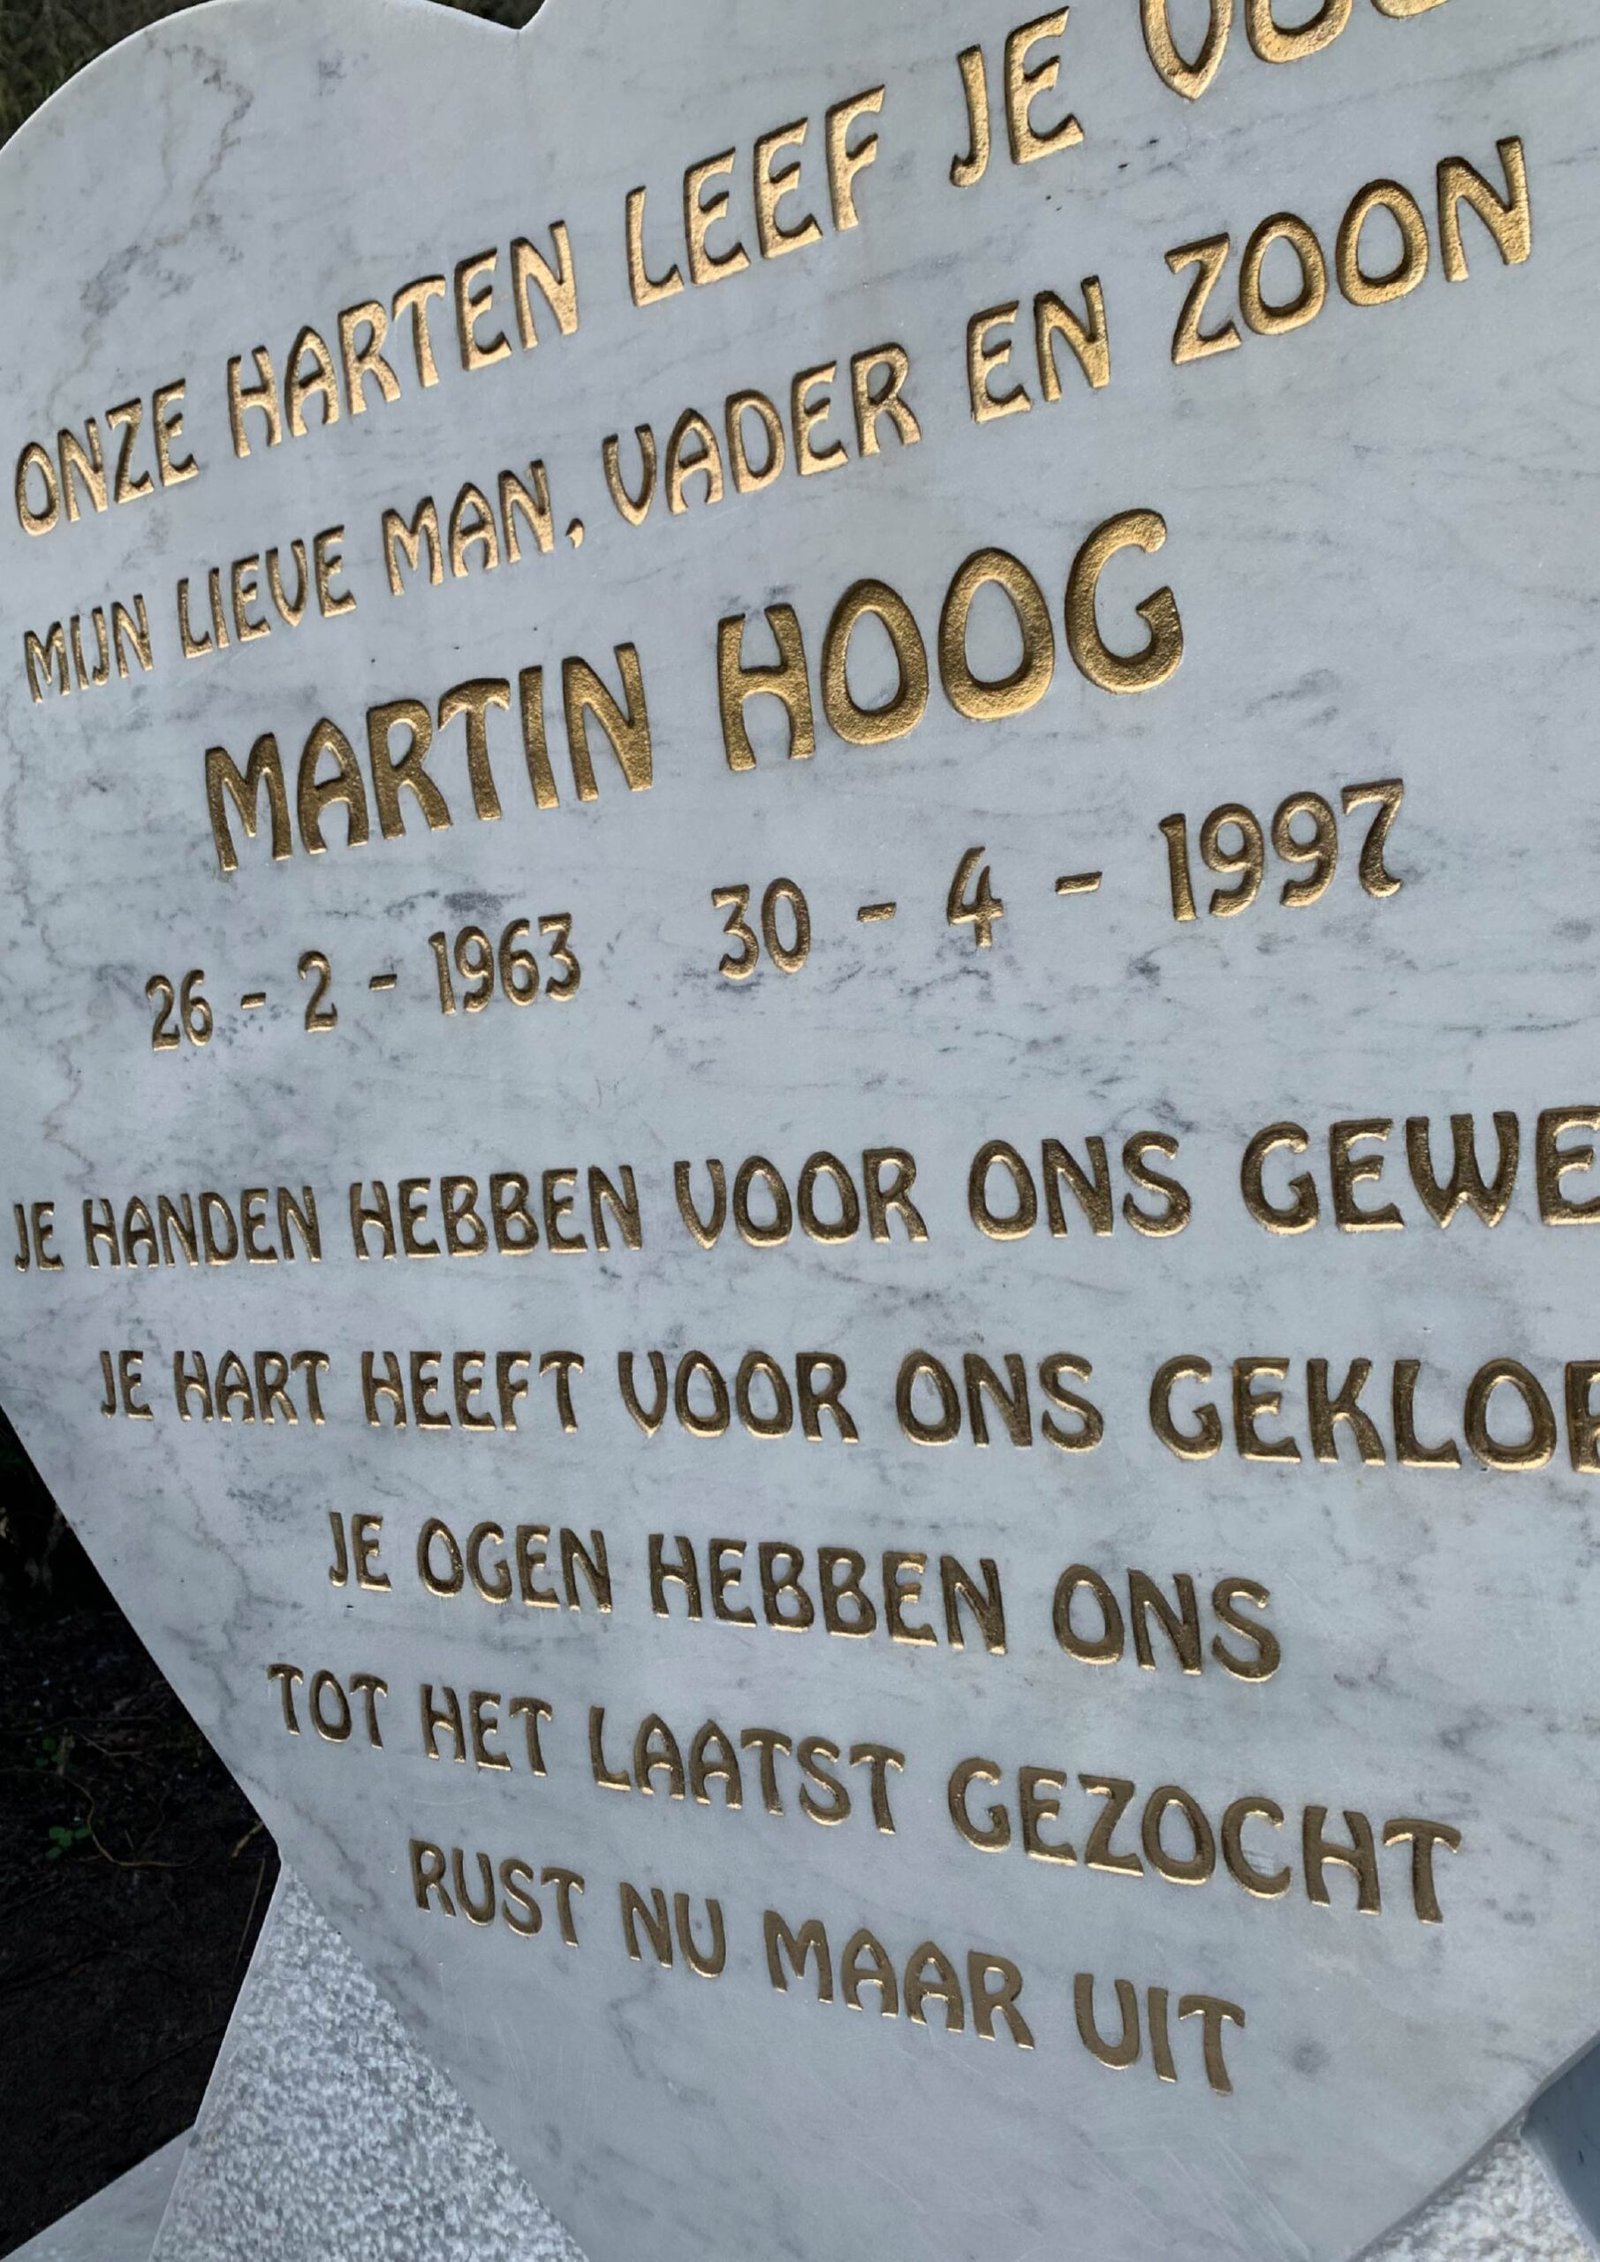 ONZE HARTEN LEEF JE
MIJN LIEVE MAN, VADER EN ZOON
MARTIN HOOG
26 - 2 - 1963 30 - 4 - 1997
JE HANDEN HEBBEN VOOR ONS
JE HART HEEFT VOOR ONS
JE OGEN HEBBEN ONS
TOT HET LAATST GEZOCHT
RUST NU MAAR UIT